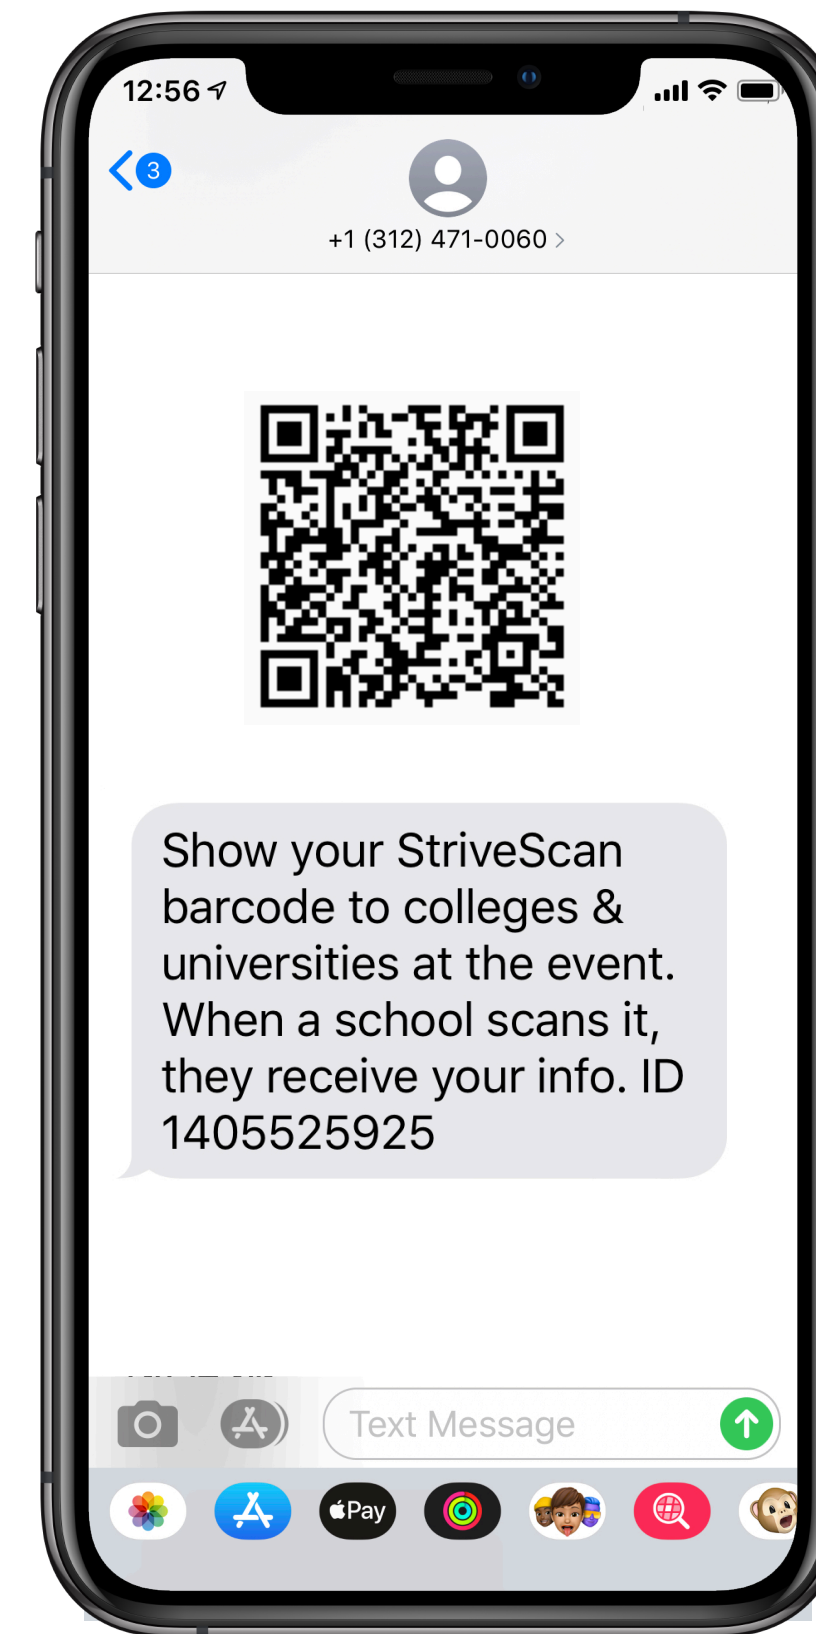 12:56
3
+1 (312) 471-0060
Show your StriveScan
barcode to colleges &
universities at the event.
When a school scans it,
they receive your info. ID
1405525925
Text Message
Pay